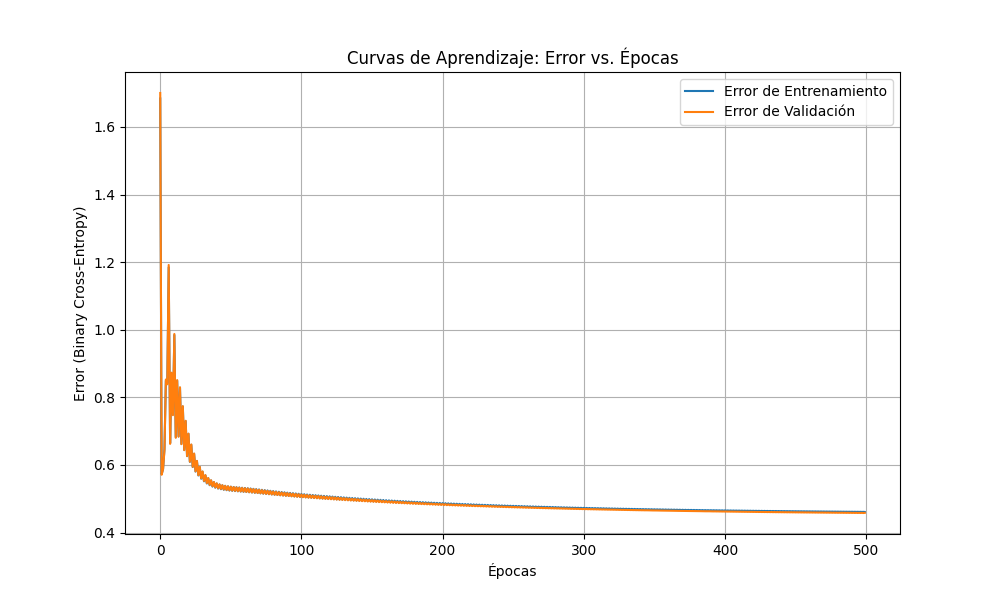 Curvas de Aprendizaje: Error vs. Épocas
Error de Entrenamiento
Error de Validación
Error (Binary Cross-Entropy)
1.6
1.4
1.2
1.0
0.8
0.6
0.4
0
100
200
300
400
500
Épocas